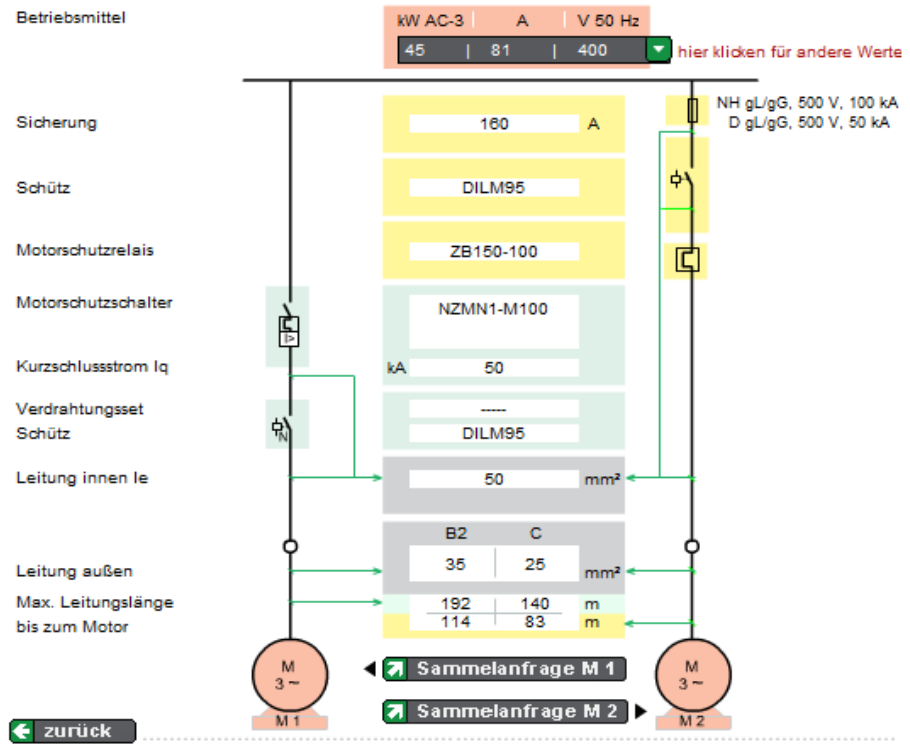 Betriebsmittel
kW AC-3 | A | V 50 Hz
45 | 81 | 400
hier klicken für andere Werte
NH gL/gG, 500 V, 100 kA
D gL/gG, 500 V, 50 kA
Sicherung 160 A
Schütz DILM95
Motorschutzrelais ZB150-100
Motorschutzschalter NZMN1-M100
I>
Kurzschlussstrom Iq kA 50
Verdrahtungsset -----
Schütz DILM95
N
Leitung innen Ie 50 mm²
B2 C
Leitung außen 35 25 mm²
Max. Leitungslänge 192 140 m
bis zum Motor 114 83 m
M
3 ~
M 1
Sammelanfrage M 1
Sammelanfrage M 2
M
3 ~
M 2
zurück